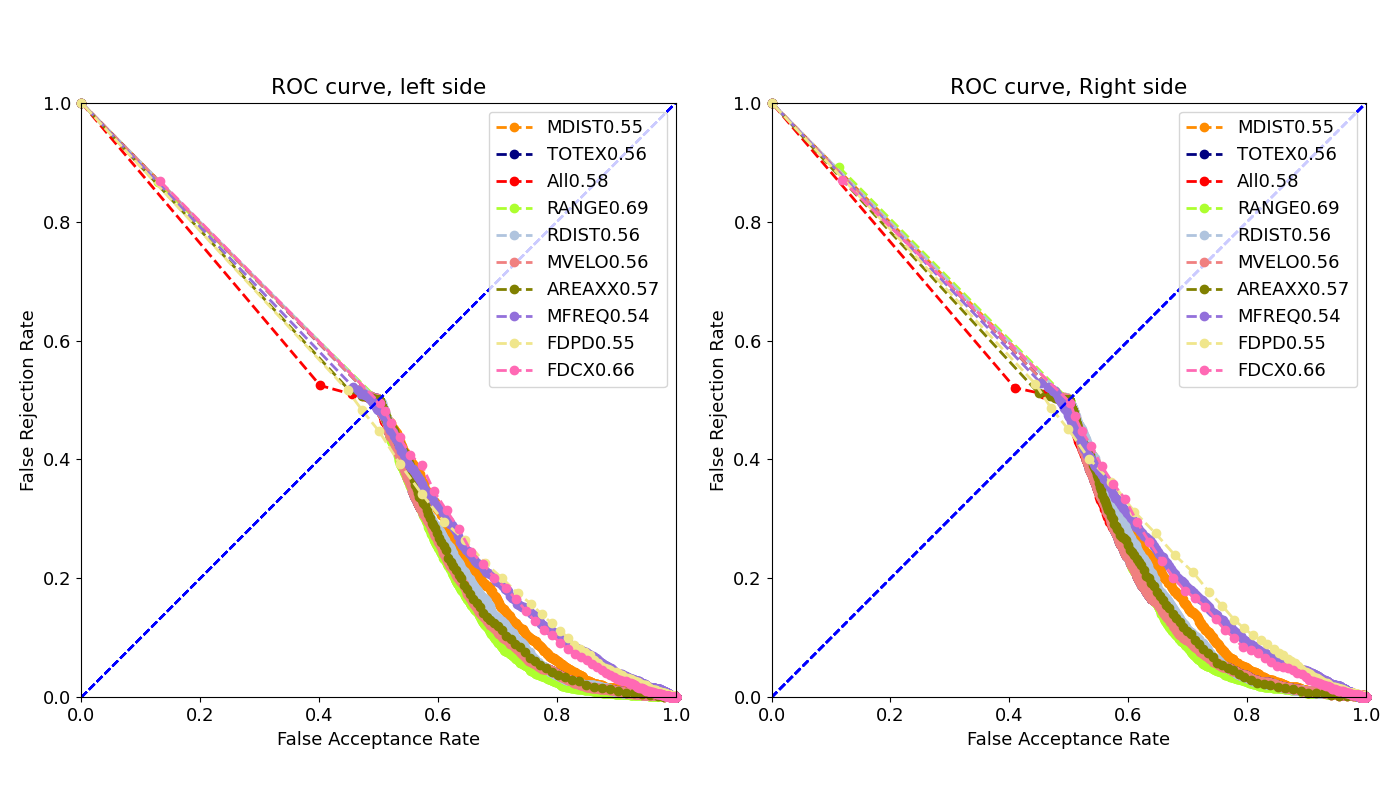 ROC curve, left side
1.0
0.8
0.6
0.4
0.2
0.0
False Rejection Rate
MDIST0.55
TOTEX0.56
All0.58
RANGE0.69
RDIST0.56
MVELO0.56
AREAXX0.57
MFREQ0.54
FDPD0.55
FDCX0.66
0.0 0.2 0.4 0.6 0.8 1.0
False Acceptance Rate
ROC curve, Right side
1.0
0.8
0.6
0.4
0.2
0.0
False Rejection Rate
MDIST0.55
TOTEX0.56
All0.58
RANGE0.69
RDIST0.56
MVELO0.56
AREAXX0.57
MFREQ0.54
FDPD0.55
FDCX0.66
0.0 0.2 0.4 0.6 0.8 1.0
False Acceptance Rate